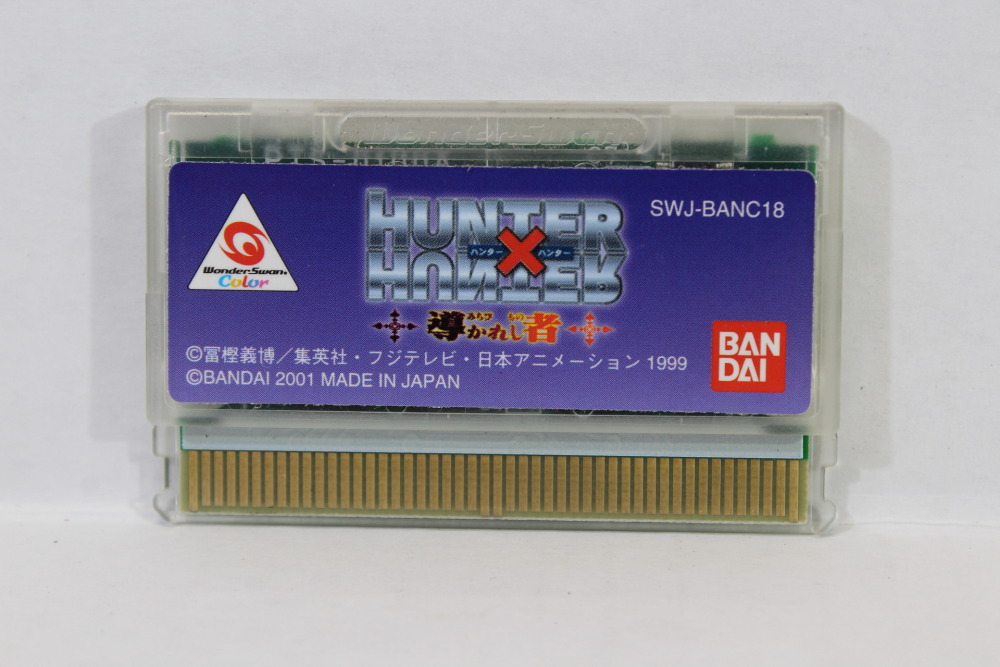 WonderSwan
HUNTER
×
ハンター ハンター
HUNTER
SWJ-BANC18
WonderSwan
Color
みちび もの
導かれし者
©冨樫義博／集英社・フジテレビ・日本アニメーション 1999
©BANDAI 2001 MADE IN JAPAN
BAN
DAI